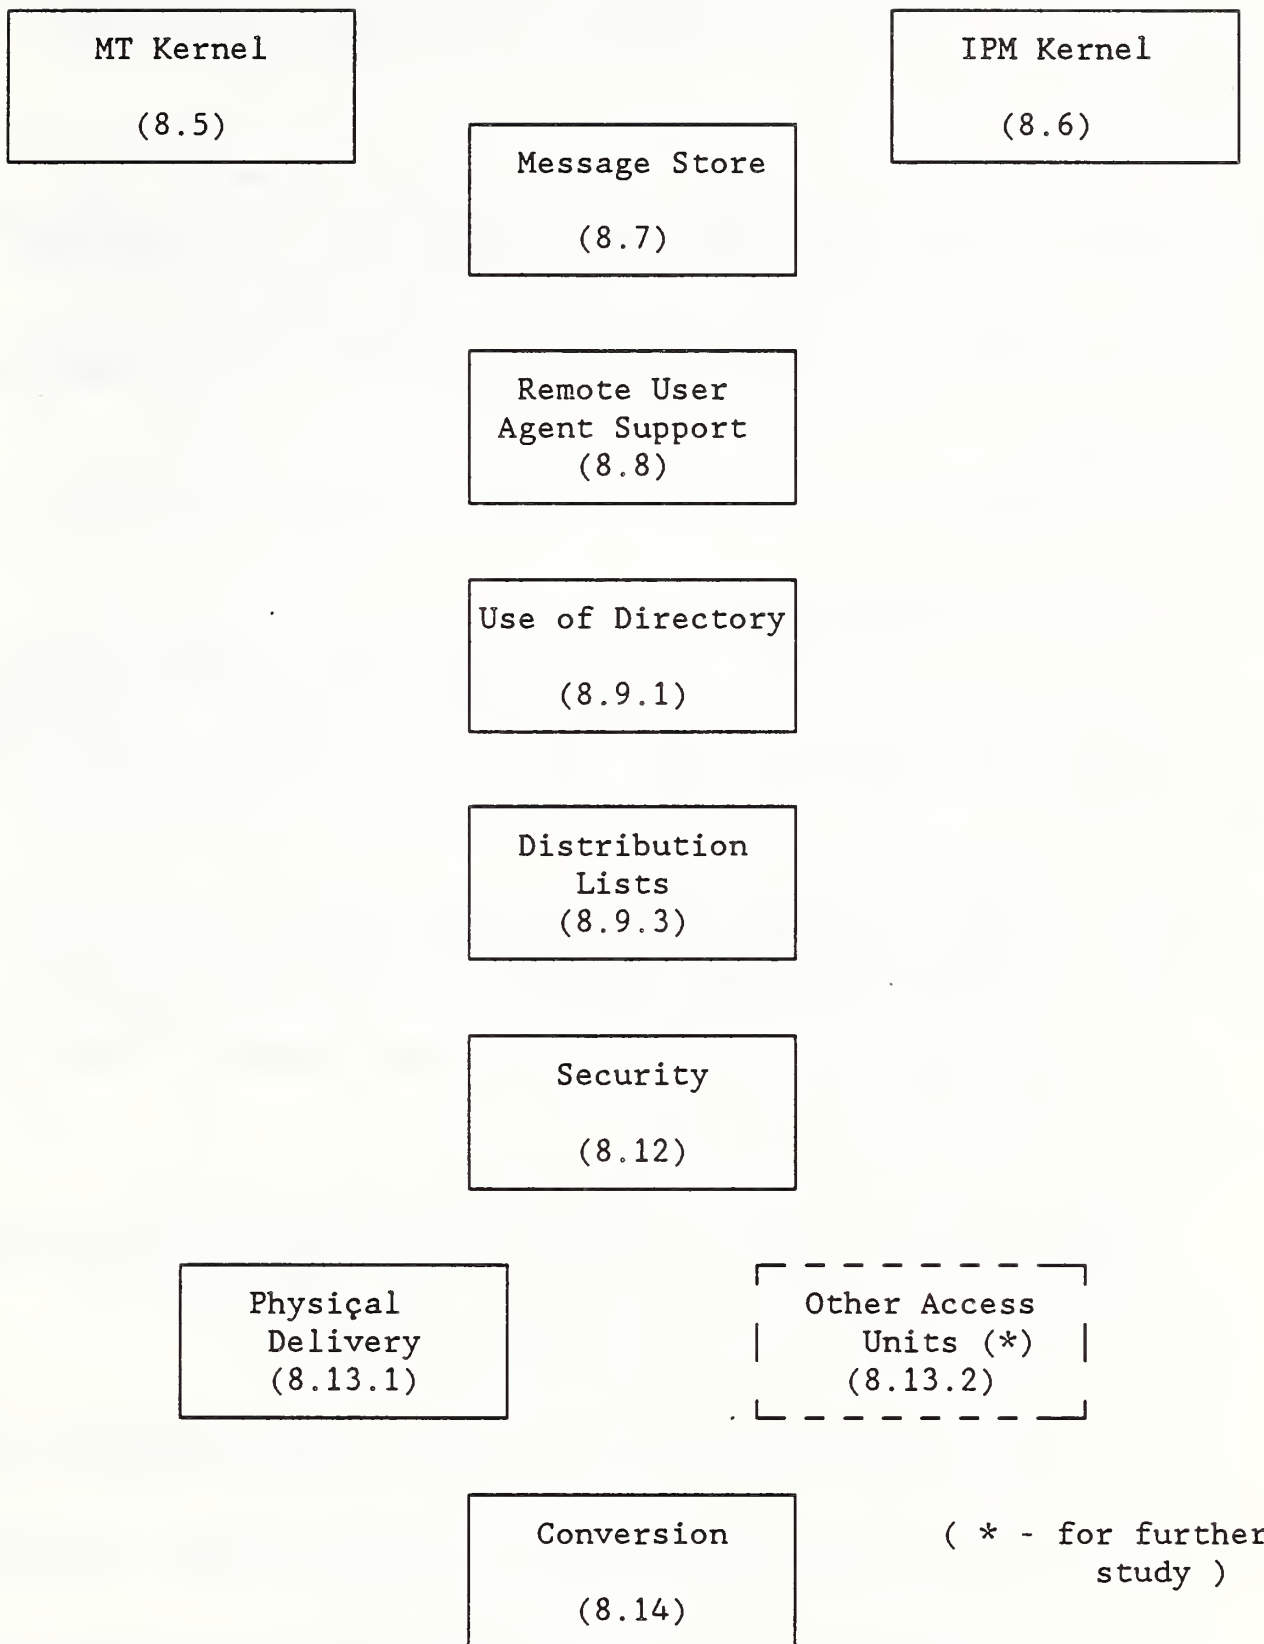 MT Kernel
(8.5)
IPM Kernel
(8.6)
Message Store
(8.7)
Remote User
Agent Support
(8.8)
Use of Directory
(8.9.1)
Distribution
Lists
(8.9.3)
Security
(8.12)
Physical
Delivery
(8.13.1)
Other Access
Units (*)
(8.13.2)
Conversion
(8.14)
( * - for further
study )